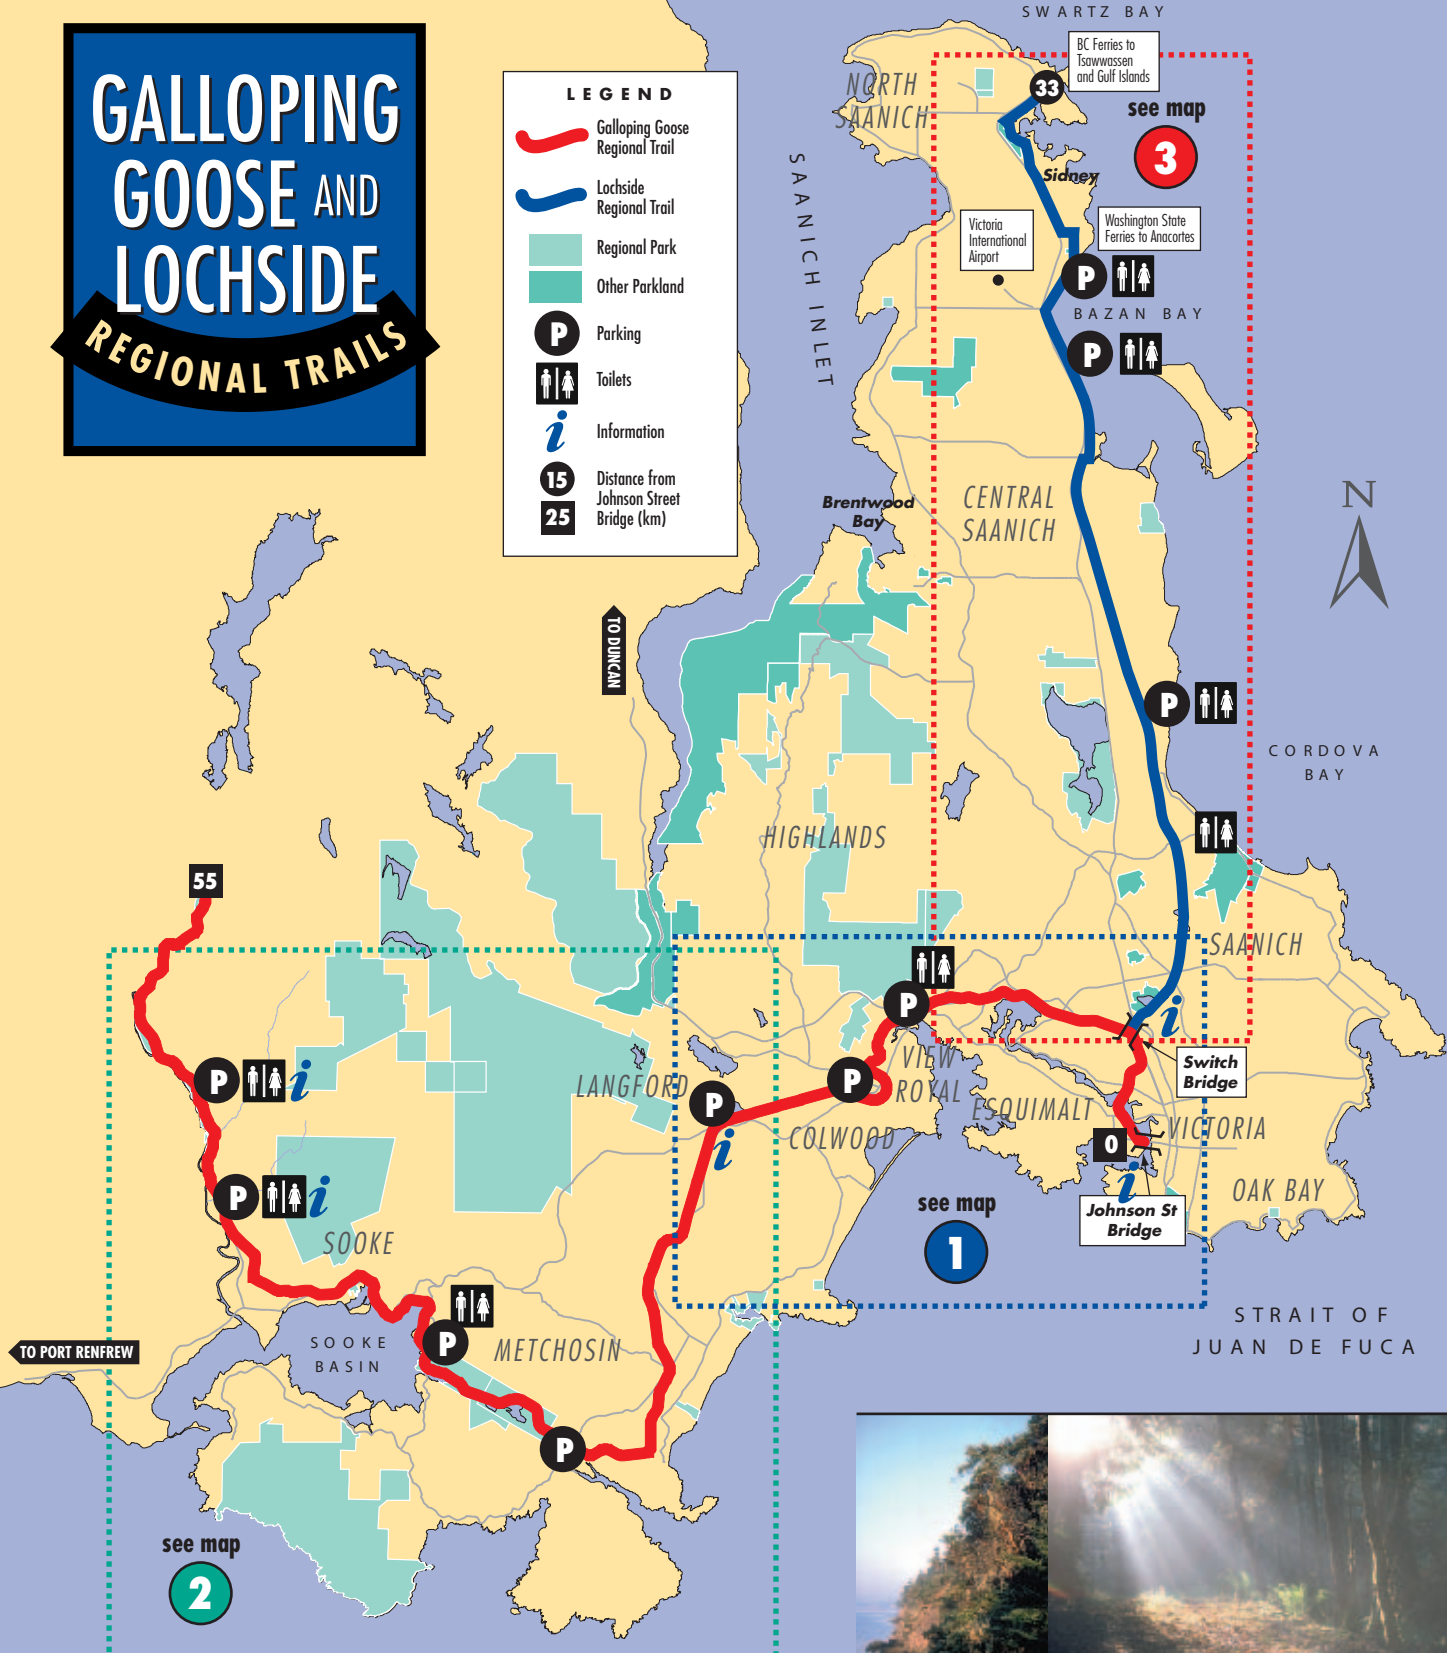 GALLOPING
GOOSE AND
LOCHSIDE
REGIONAL TRAILS
LEGEND
Galloping Goose
Regional Trail
Lochside
Regional Trail
Regional Park
Other Parkland
P
Parking
Toilets
i
Information
15
25
Distance from
Johnson Street
Bridge (km)
SWARTZ BAY
BC Ferries to
Tsawwassen
and Gulf Islands
33
NORTH
SAANICH
see map
3
Sidney
SAANICH INLET
Victoria
International
Airport
Washington State
Ferries to Anacortes
P
BAZAN BAY
P
Brentwood
Bay
CENTRAL
SAANICH
N
TO DUNCAN
P
CORDOVA
BAY
HIGHLANDS
55
SAANICH
P
i
Switch
Bridge
VIEW
ROYAL
P
P
i
LANGFORD
P
i
COLWOOD
ESQUIMALT
VICTORIA
0
i
Johnson St
Bridge
OAK BAY
P
i
SOOKE
see map
1
STRAIT OF
JUAN DE FUCA
TO PORT RENFREW
SOOKE
BASIN
P
METCHOSIN
P
see map
2